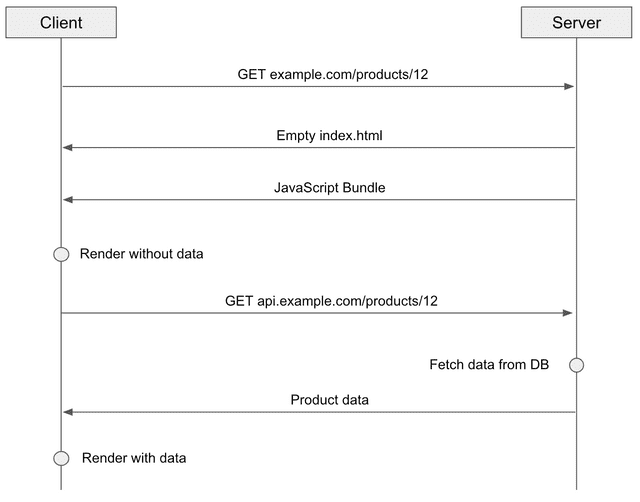 Client
Server
GET example.com/products/12
Empty index.html
JavaScript Bundle
Render without data
GET api.example.com/products/12
Fetch data from DB
Product data
Render with data